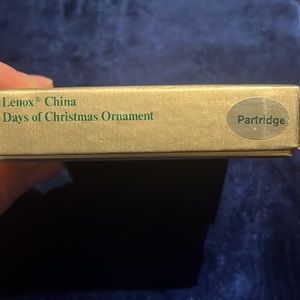 Lenox® China
Days of Christmas Ornament
Partridge